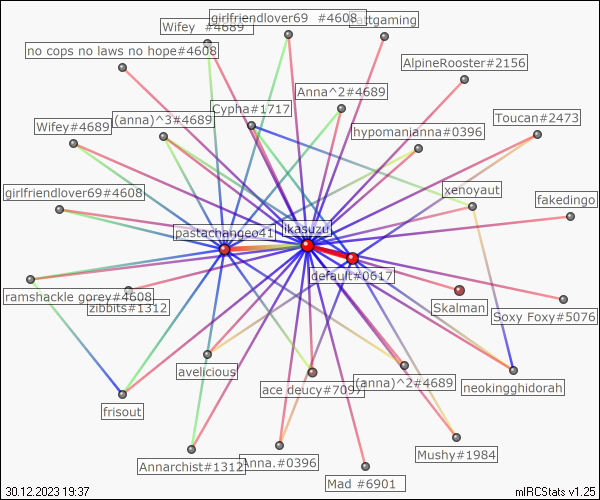 Wifey #4689
girlfriendlover69 #4608
tattgaming
no cops no laws no hope#4608
AlpineRooster#2156
Anna^2#4689
Cypha#1717
Toucan#2473
(anna)^3#4689
Wifey#4689
hypomanianna#0396
girlfriendlover69#4608
xenoyaut
fakedingo
pastachangeo41
likasuzu
default#0617
ramshackle gorey#4608
zibbits#1312
Skalman
Soxy Foxy#5076
avelicious
ace deucy#7097
(anna)^2#4689
neokingghidorah
frisout
Annarchist#1312
Anna.#0396
Mushy#1984
Mad #6901
30.12.2023 19:37
mIRCStats v1.25